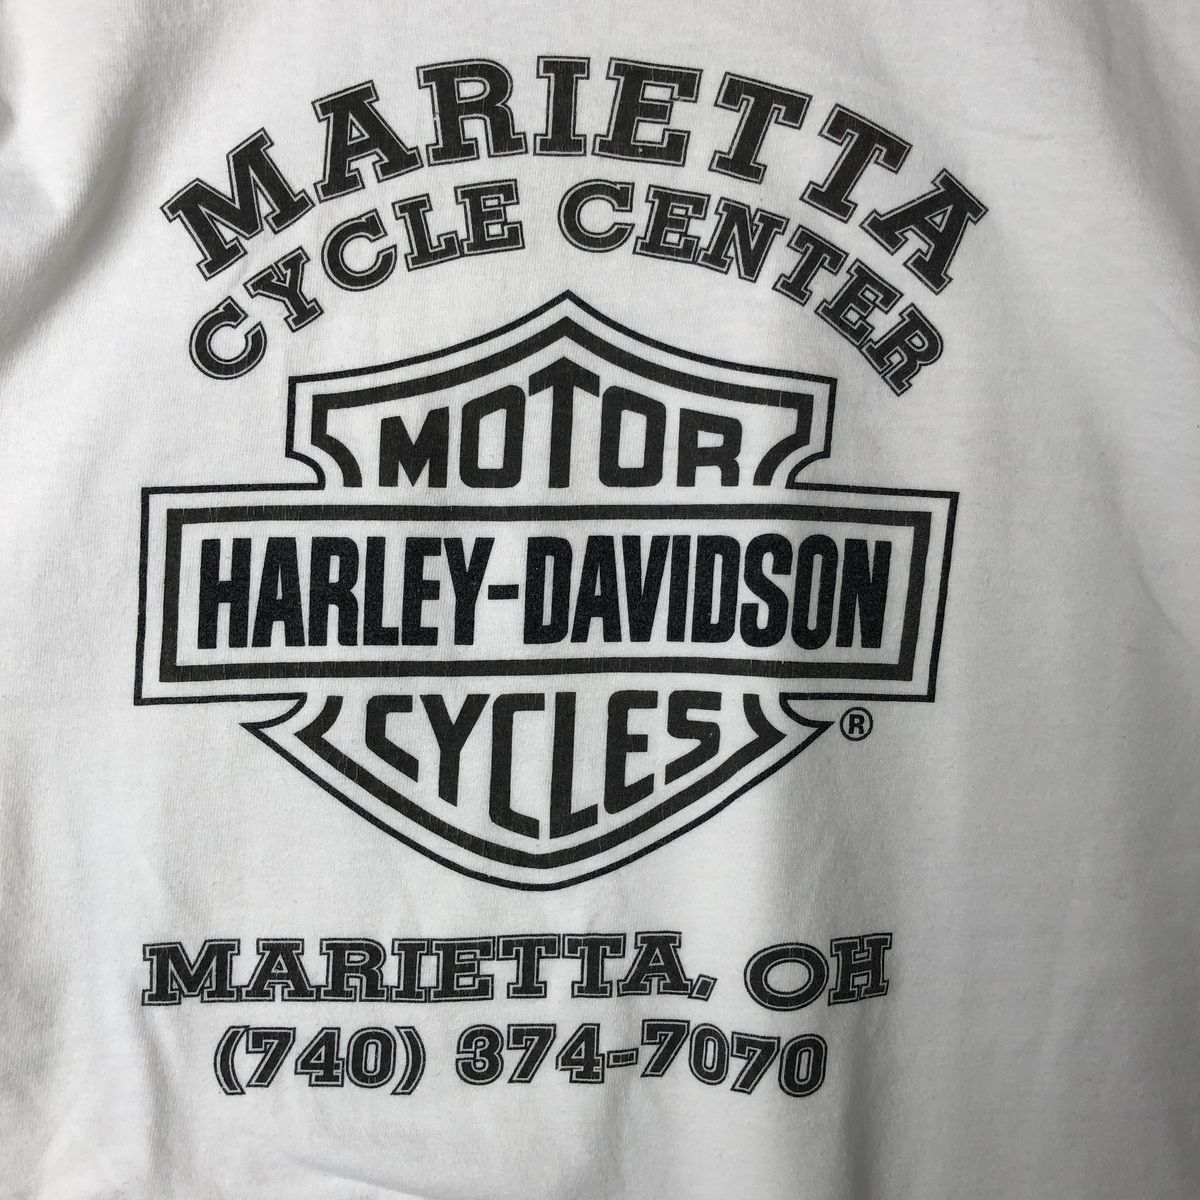 MARIETTA
CYCLE CENTER
MOTOR
HARLEY-DAVIDSON
CYCLES
®
MARIETTA, OH
(740) 374-7070